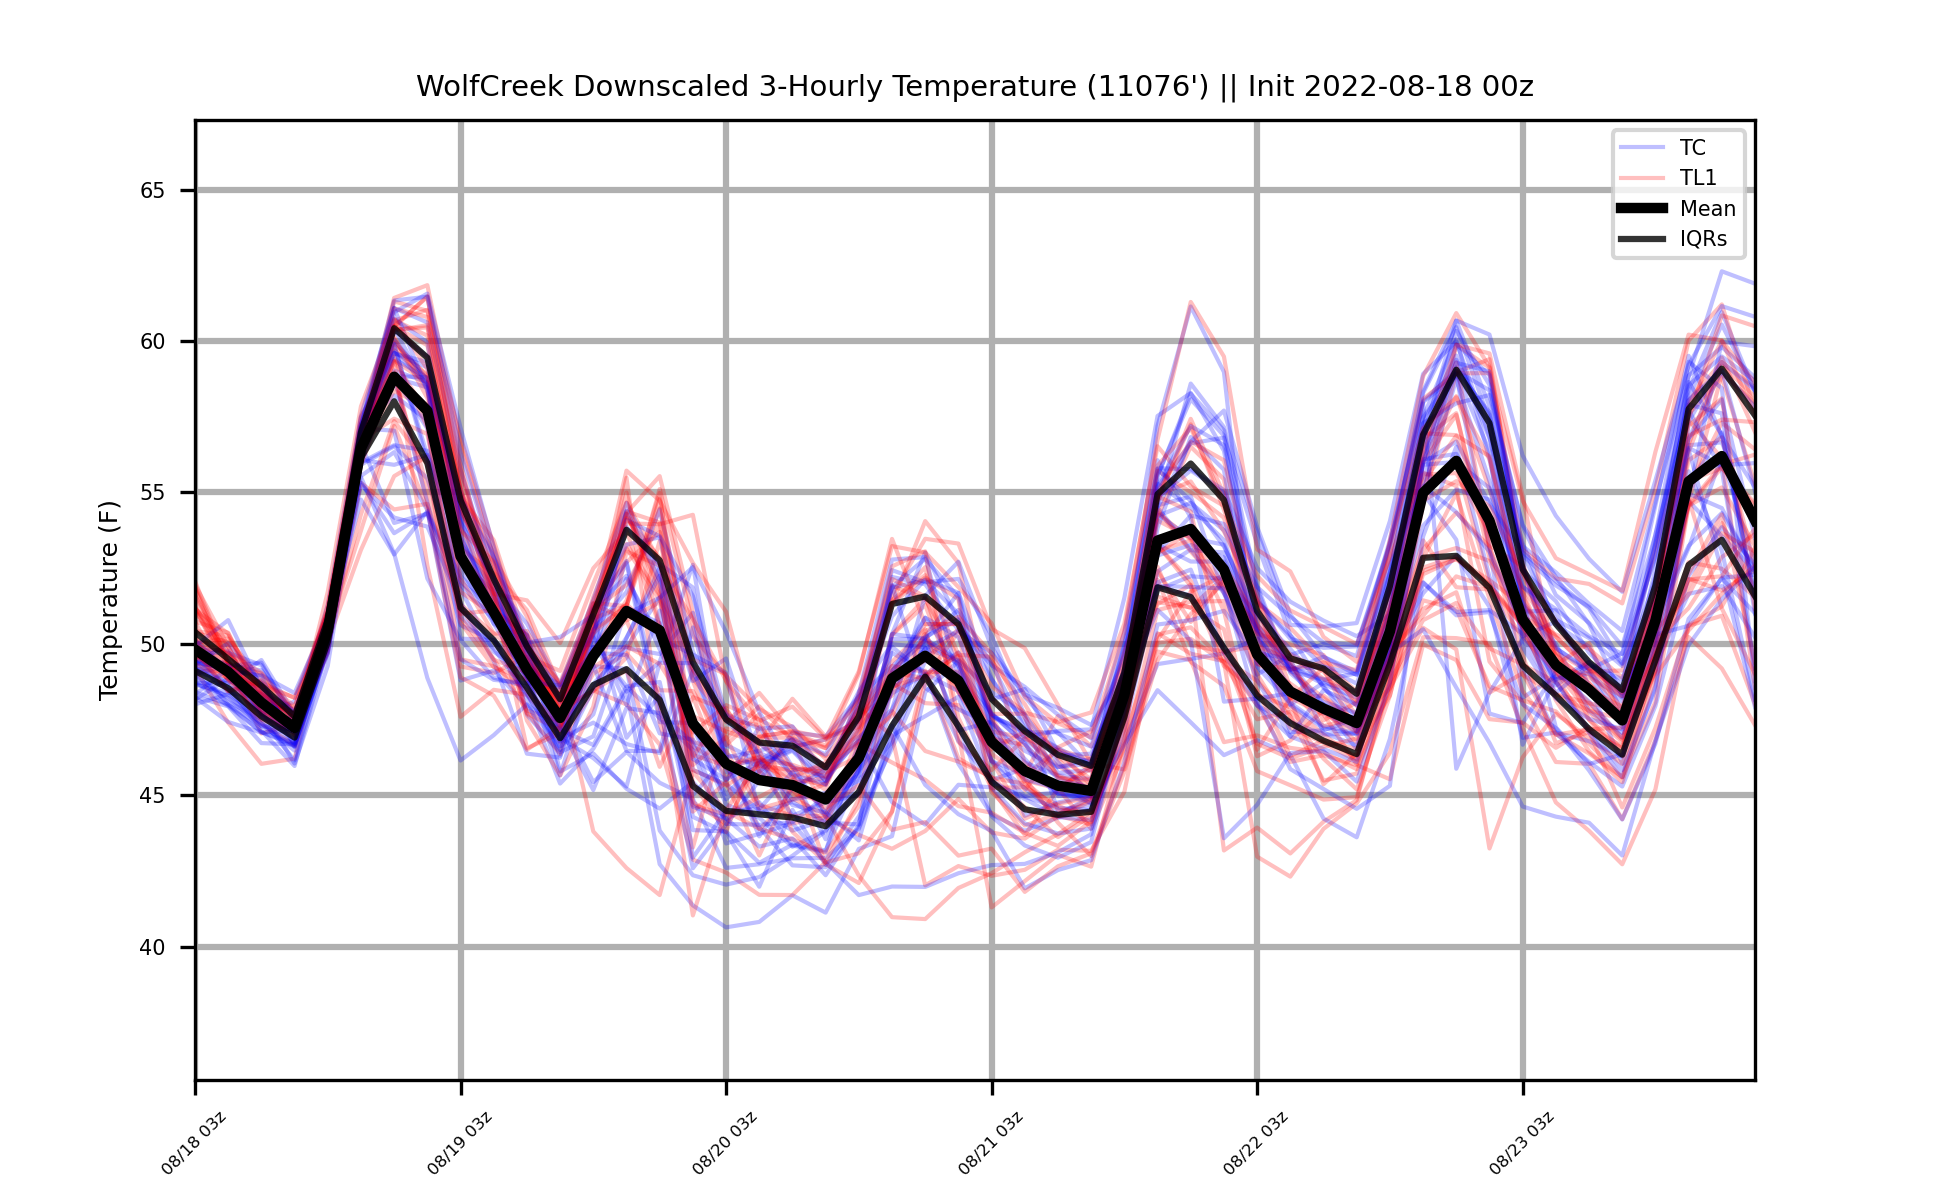 WolfCreek Downscaled 3-Hourly Temperature (11076') || Init 2022-08-18 00z
TC
TL1
Mean
IQRs
Temperature (F)
65
60
55
50
45
40
08/18 03z
08/19 03z
08/20 03z
08/21 03z
08/22 03z
08/23 03z